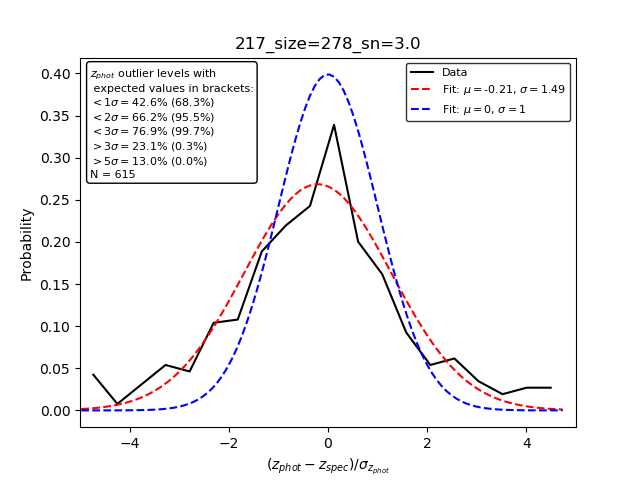 217_size=278_sn=3.0
z_phot outlier levels with
expected values in brackets:
<1σ = 42.6% (68.3%)
<2σ = 66.2% (95.5%)
<3σ = 76.9% (99.7%)
>3σ = 23.1% (0.3%)
>5σ = 13.0% (0.0%)
N = 615
Data
Fit: μ=-0.21, σ=1.49
Fit: μ=0, σ=1
Probability
0.40
0.35
0.30
0.25
0.20
0.15
0.10
0.05
0.00
−4 −2 0 2 4
(z_phot − z_spec)/σ_z_phot